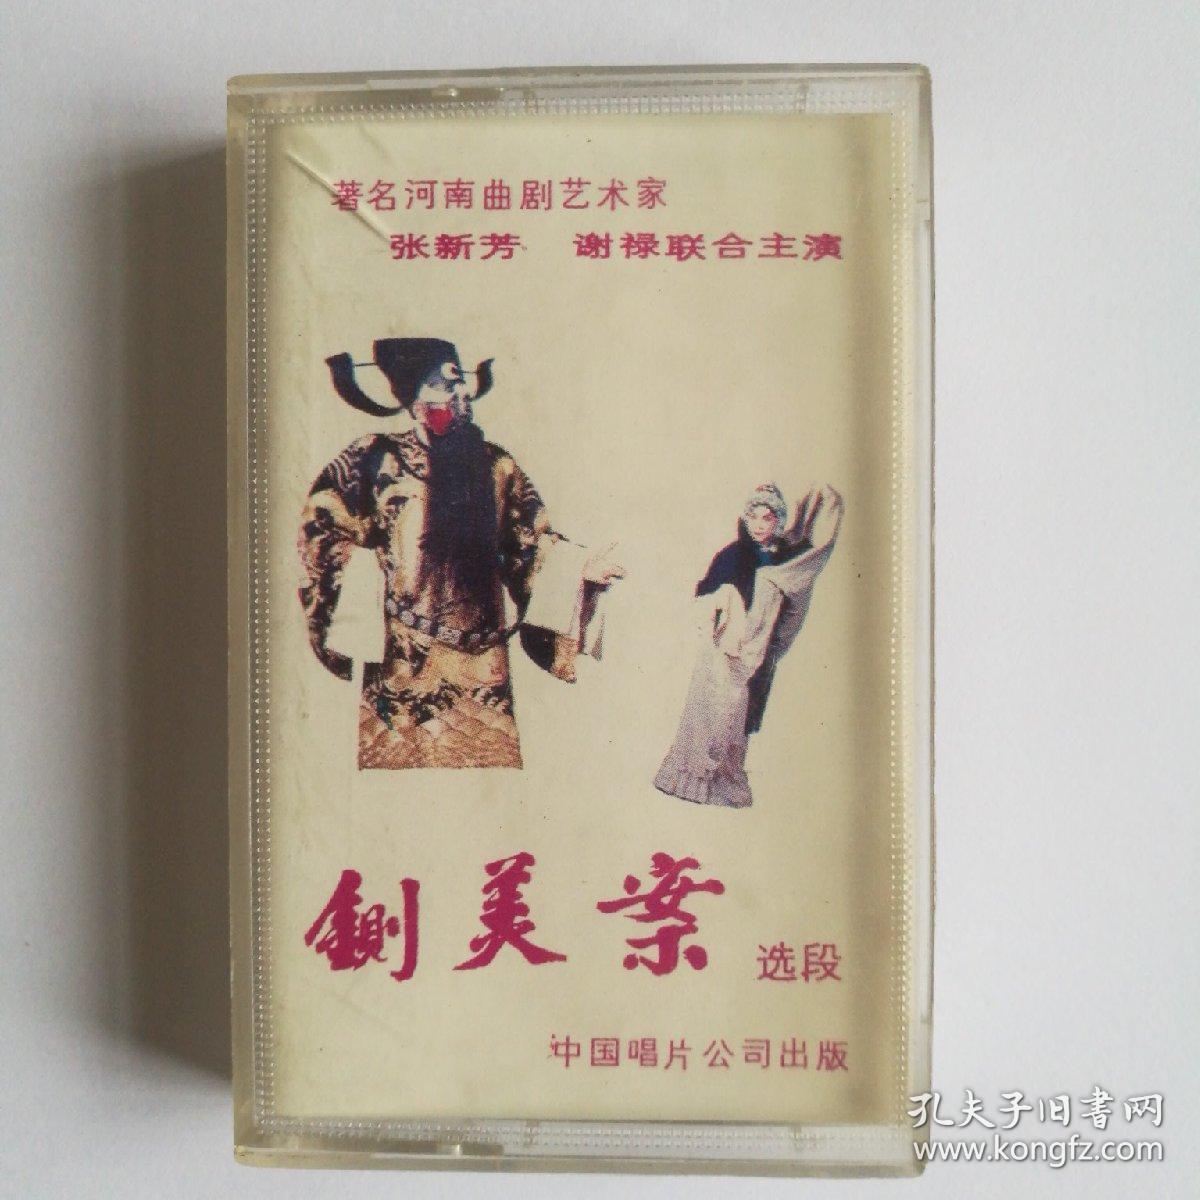 著名河南曲剧艺术家
张新芳 谢禄联合主演
鍘美案 选段
中国唱片公司出版
孔夫子旧書网
www.kongfz.com